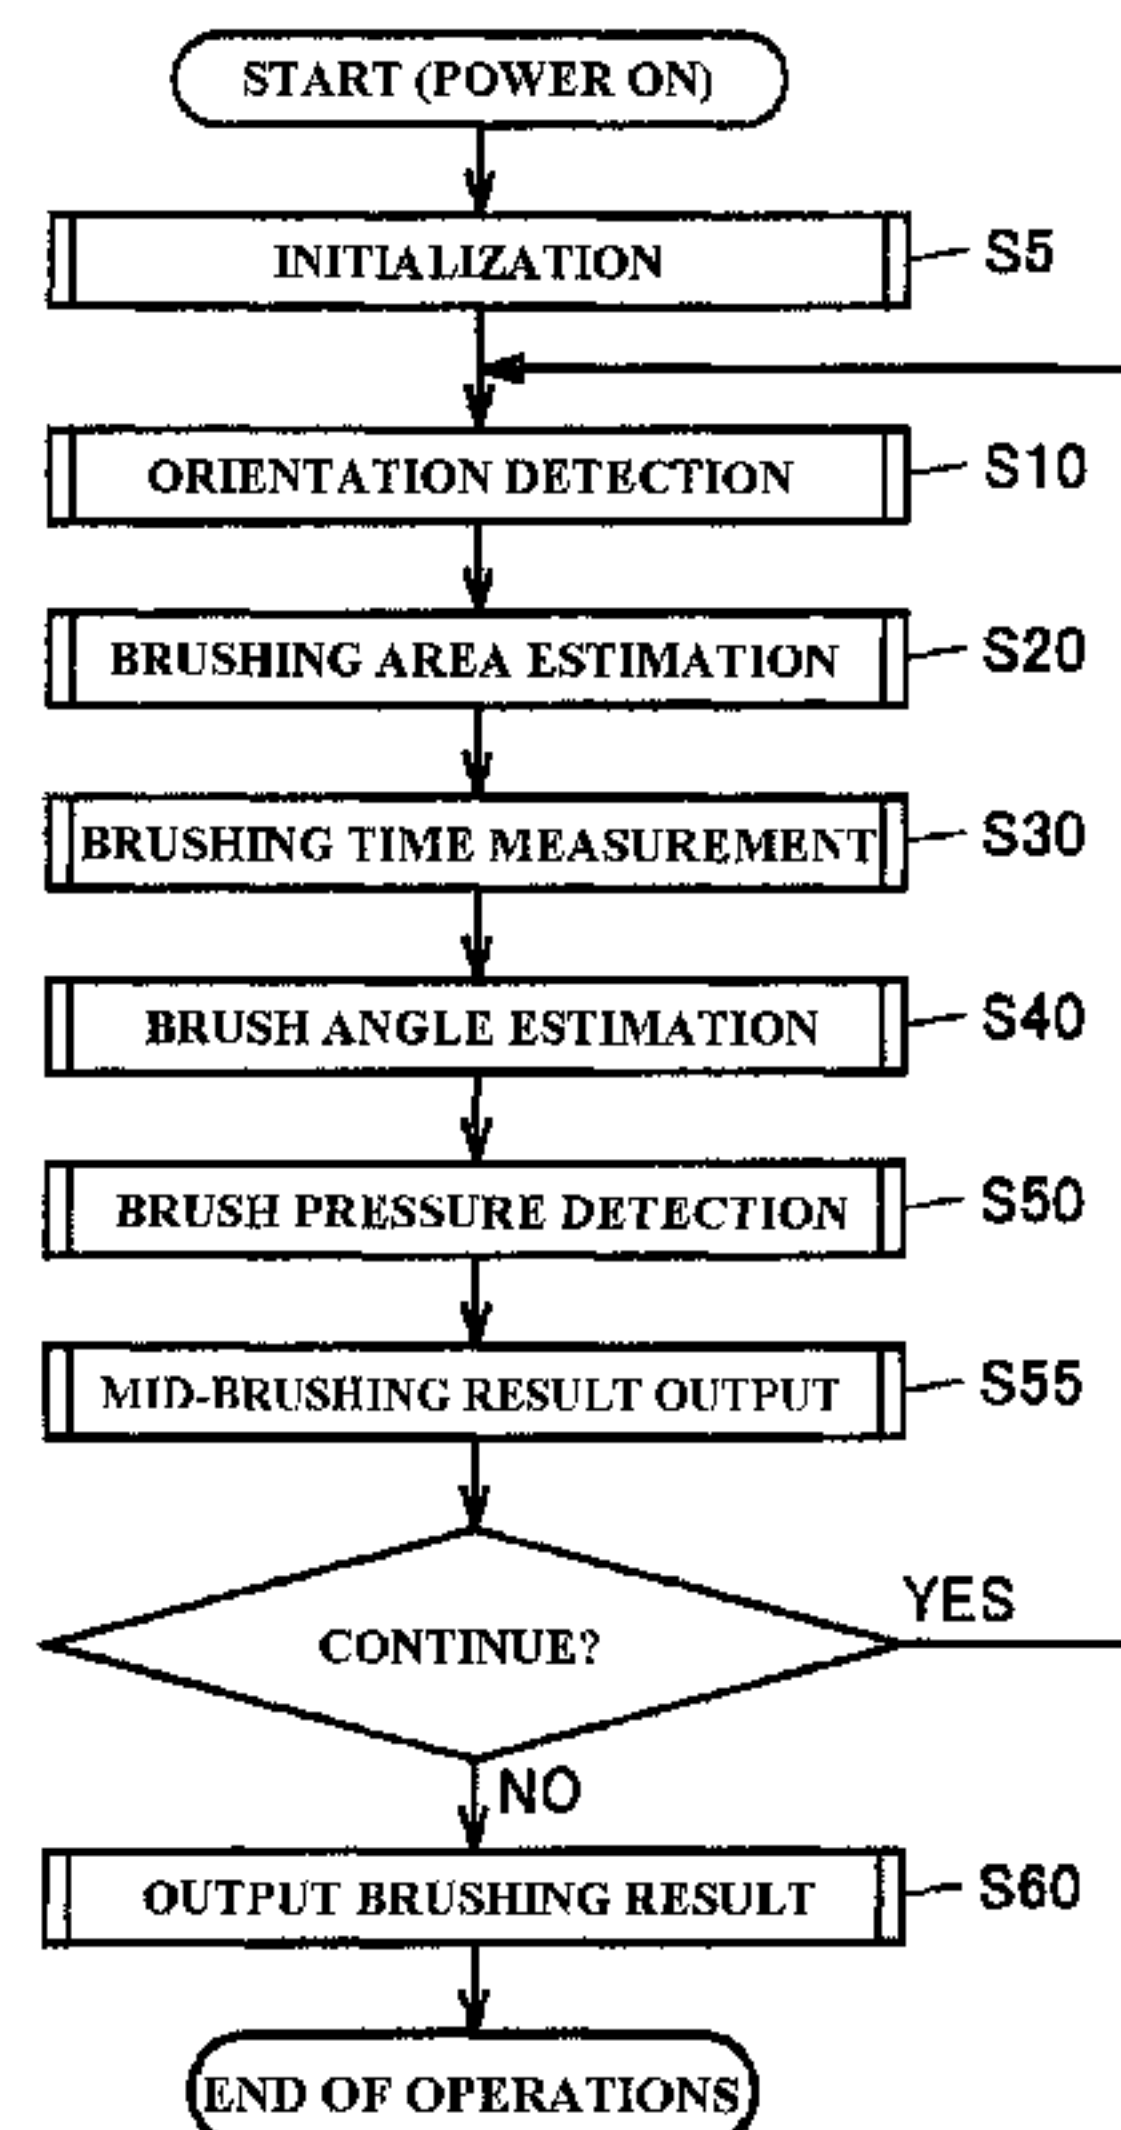 START (POWER ON)
INITIALIZATION
S5
ORIENTATION DETECTION
S10
BRUSHING AREA ESTIMATION
S20
BRUSHING TIME MEASUREMENT
S30
BRUSH ANGLE ESTIMATION
S40
BRUSH PRESSURE DETECTION
S50
MID-BRUSHING RESULT OUTPUT
S55
YES
CONTINUE?
NO
OUTPUT BRUSHING RESULT
S60
END OF OPERATIONS